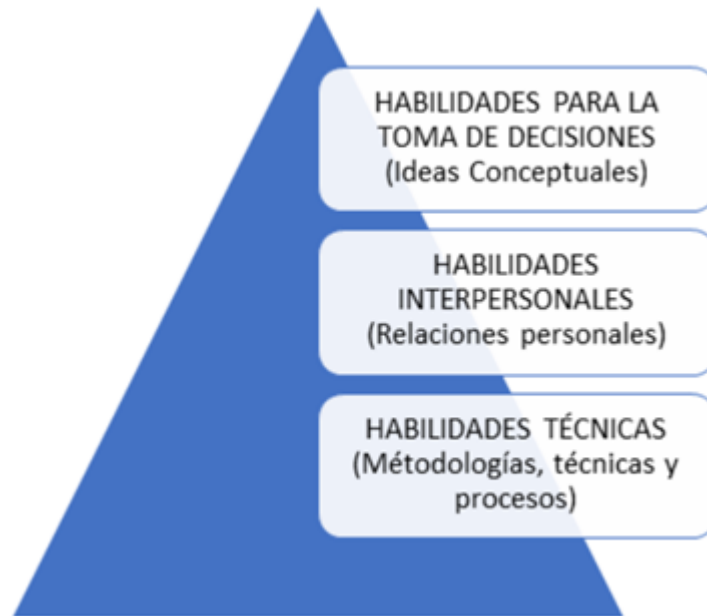 HABILIDADES PARA LA
TOMA DE DECISIONES
(Ideas Conceptuales)
HABILIDADES
INTERPERSONALES
(Relaciones personales)
HABILIDADES TÉCNICAS
(Métodologías, técnicas y
procesos)